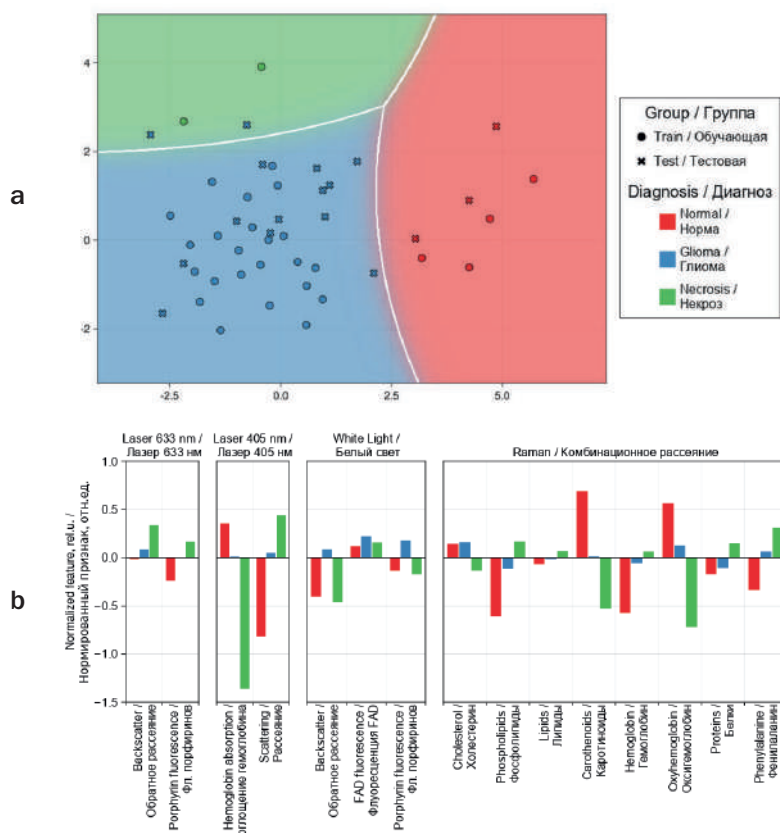 a
4
2
0
-2
-2.5
0.0
2.5
5.0
Group / Группа
Train / Обучающая
Test / Тестовая
Diagnosis / Диагноз
Normal /
Норма
Glioma /
Глиома
Necrosis /
Некроз
b
Normalized feature, rel.u. /
Нормированный признак, отн.ед.
1.0
0.5
0.0
-0.5
-1.0
-1.5
Laser 633 nm /
Лазер 633 нм
Laser 405 nm /
Лазер 405 нм
White Light /
Белый свет
Raman / Комбинационное рассеяние
Backscatter /
Обратное рассеяние
Porphyrin fluorescence /
Фл. порфиринов
Hemoglobin absorption /
оглощение гемоглобина
Scattering /
Рассеяние
Backscatter /
Обратное рассеяние
FAD fluorescence /
Флуоресценция FAD
Porphyrin fluorescence /
Фл. порфиринов
Cholesterol /
Холестерин
Phospholipids /
Фосфолипиды
Lipids /
Липиды
Carothenoids /
Каротиноиды
Hemoglobin /
Гемоглобин
Oxyhemoglobin /
Оксигемоглобин
Proteins /
Белки
Phenylalanine /
Фенилаланин